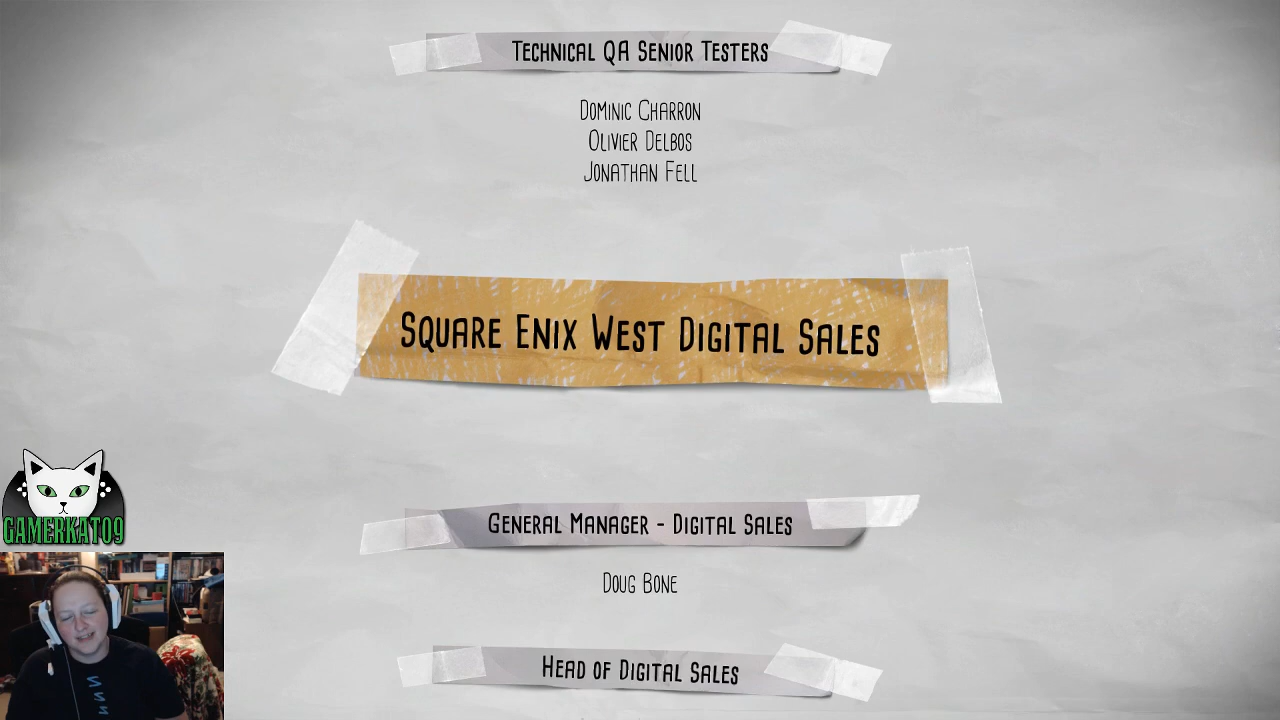 Technical QA Senior Testers
Dominic Charron
Olivier Delbos
Jonathan Fell
Square Enix West Digital Sales
GAMERKAT09
General Manager - Digital Sales
Doug Bone
Head of Digital Sales